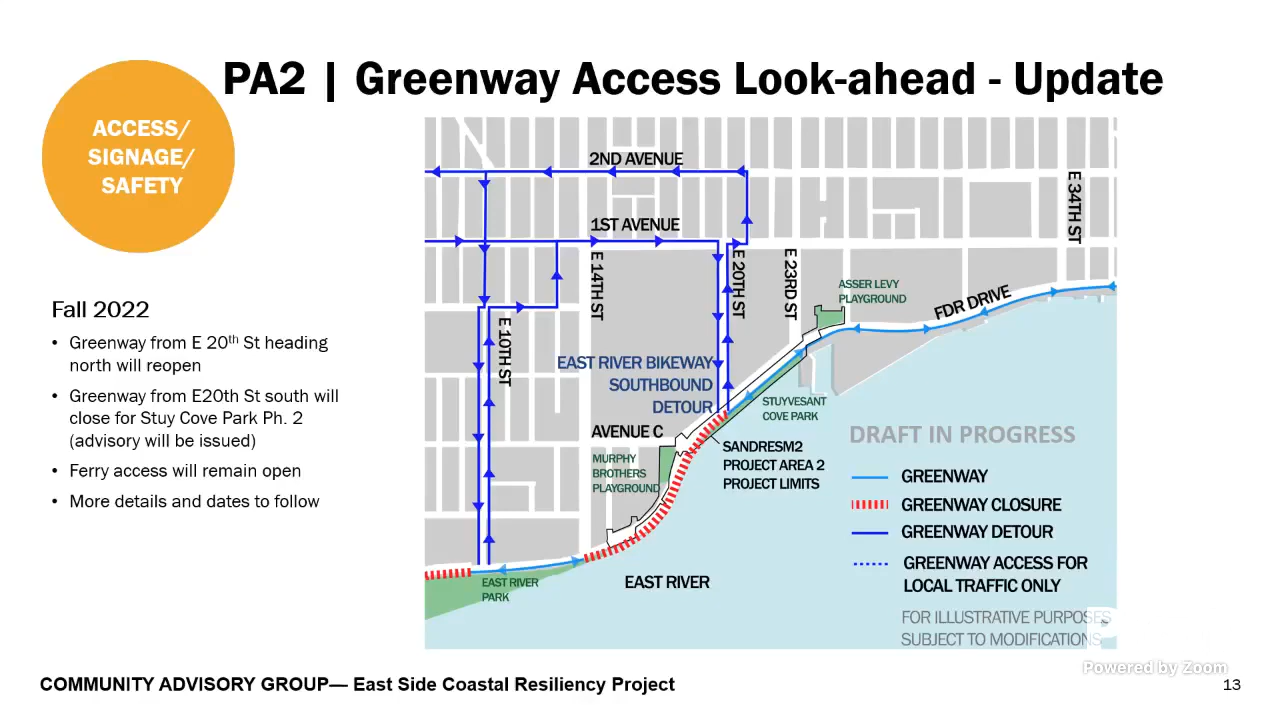 PA2 | Greenway Access Look-ahead - Update
ACCESS/
SIGNAGE/
SAFETY
Fall 2022
• Greenway from E 20th St heading
north will reopen
• Greenway from E20th St south will
close for Stuy Cove Park Ph. 2
(advisory will be issued)
• Ferry access will remain open
• More details and dates to follow
2ND AVENUE
1ST AVENUE
E 34TH ST
E 14TH ST
E 20TH ST
E 23RD ST
E 10TH ST
ASSER LEVY
PLAYGROUND
FDR DRIVE
EAST RIVER BIKEWAY
SOUTHBOUND
DETOUR
STUYVESANT
COVE PARK
AVENUE C
MURPHY
BROTHERS
PLAYGROUND
SANDRESM2
PROJECT AREA 2
PROJECT LIMITS
EAST RIVER
PARK
EAST RIVER
DRAFT IN PROGRESS
GREENWAY
GREENWAY CLOSURE
GREENWAY DETOUR
GREENWAY ACCESS FOR
LOCAL TRAFFIC ONLY
FOR ILLUSTRATIVE PURPOSES
SUBJECT TO MODIFICATIONS
Powered by Zoom
COMMUNITY ADVISORY GROUP— East Side Coastal Resiliency Project
13